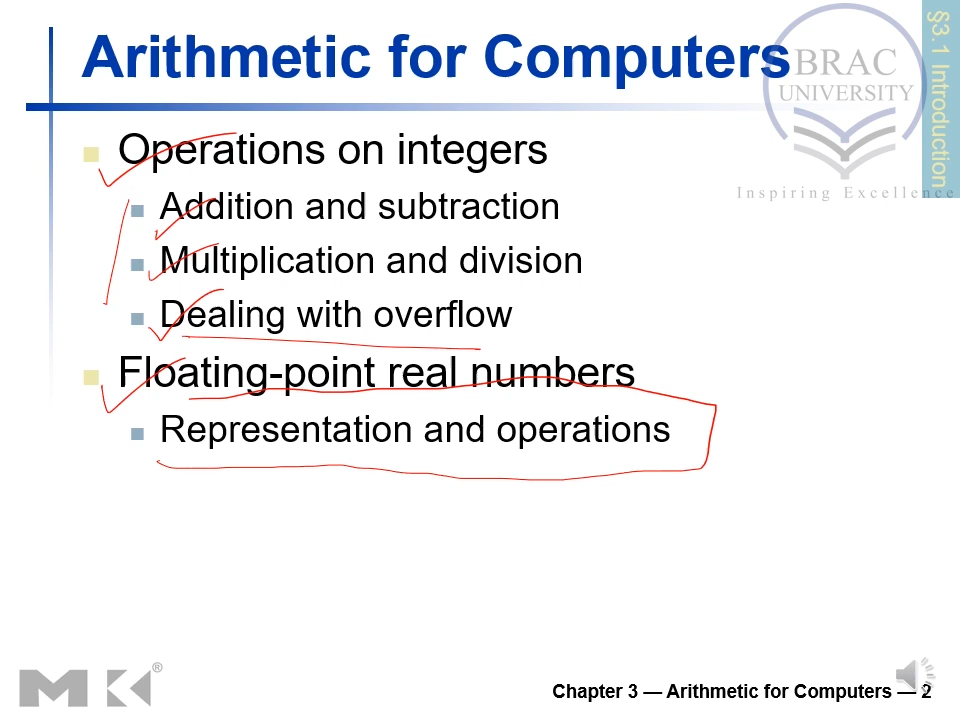 Arithmetic for Computers
BRAC
UNIVERSITY
Inspiring Excellence
§3.1 Introduction
Operations on integers
Addition and subtraction
Multiplication and division
Dealing with overflow
Floating-point real numbers
Representation and operations
MK®
Chapter 3 — Arithmetic for Computers — 2